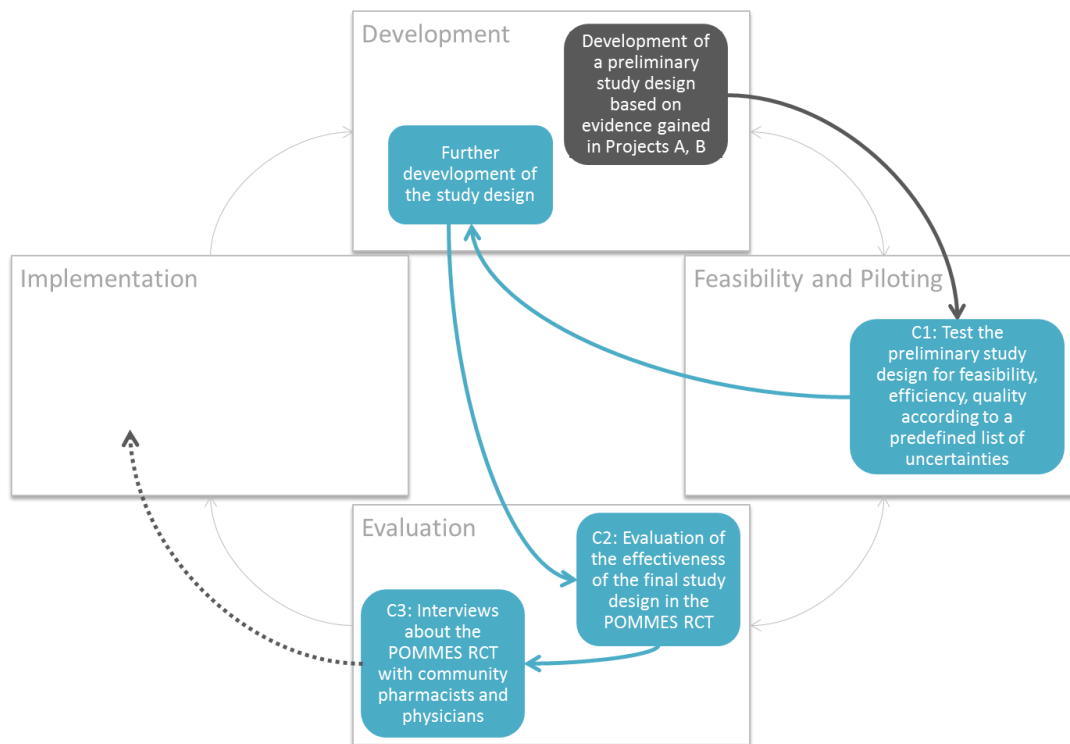 Development
Development of
a preliminary
study design
based on
evidence gained
in Projects A, B
Further
devevlopment of
the study design
Implementation
Feasibility and Piloting
C1: Test the
preliminary study
design for feasibility,
efficiency, quality
according to a
predefined list of
uncertainties
Evaluation
C2: Evaluation of
the effectiveness
of the final study
design in the
POMMES RCT
C3: Interviews
about the
POMMES RCT
with community
pharmacists and
physicians